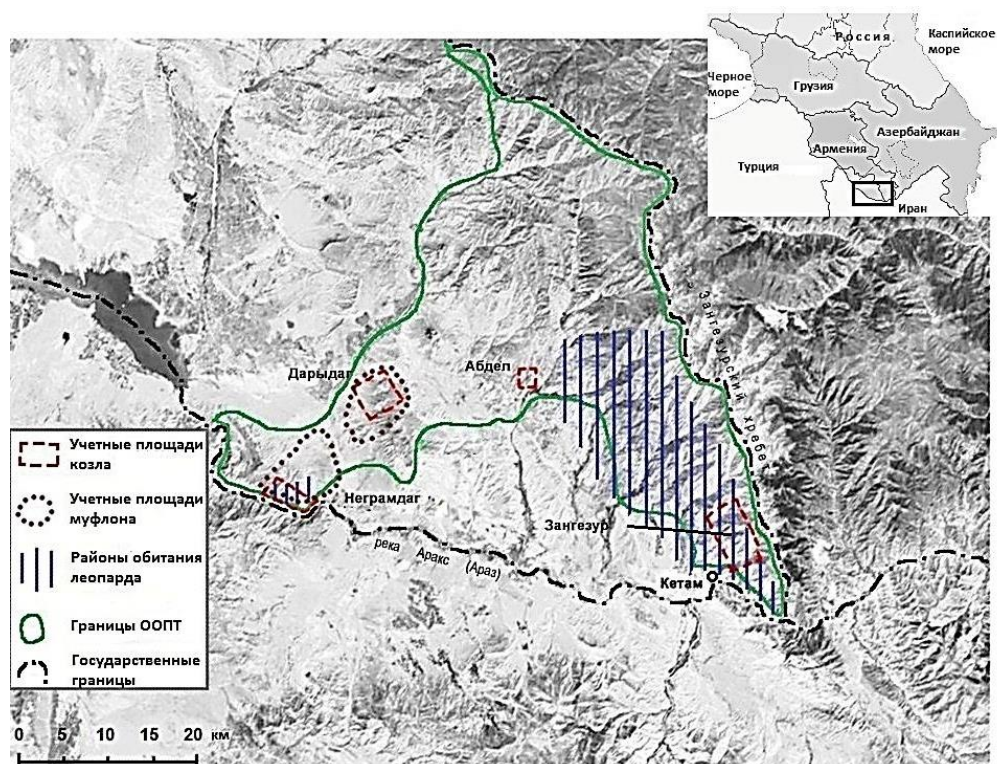 Россия
Каспийское
море
Черное
море
Грузия
Азербайджан
Армения
Турция
Иран
Зангезурский хребет
Абдеп
Дарыдаг
Неграмдаг
Зангезур
река Аракс (Араз)
Кетам
Учетные площади
козла
Учетные площади
муфлона
Районы обитания
леопарда
Границы ООПТ
Государственные
границы
0 5 10 15 20 км